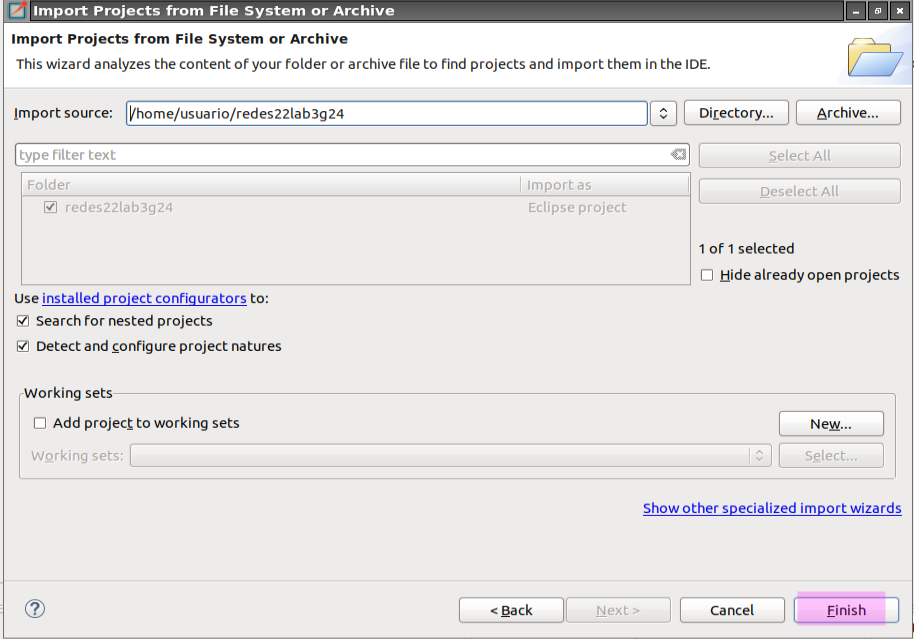 Import Projects from File System or Archive
Import Projects from File System or Archive
This wizard analyzes the content of your folder or archive file to find projects and import them in the IDE.
Import source: /home/usuario/redes22lab3g24 Directory... Archive...
type filter text Select All
Folder Import as Deselect All
redes22lab3g24 Eclipse project
1 of 1 selected
Hide already open projects
Use installed project configurators to:
Search for nested projects
Detect and configure project natures
Working sets
Add project to working sets New...
Working sets: Select...
Show other specialized import wizards
? < Back Next > Cancel Finish